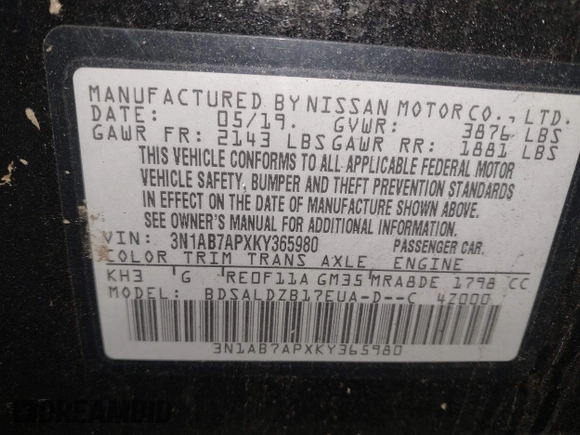 MANUFACTURED BY NISSAN MOTOR CO., LTD.
DATE: 05/19. GVWR: 3876 LBS
GAWR FR: 2143 LBS GAWR RR: 1881 LBS
THIS VEHICLE CONFORMS TO ALL APPLICABLE FEDERAL MOTOR
VEHICLE SAFETY, BUMPER AND THEFT PREVENTION STANDARDS
IN EFFECT ON THE DATE OF MANUFACTURE SHOWN ABOVE.
SEE OWNER'S MANUAL FOR ADDITIONAL INFORMATION.
VIN: 3N1AB7APXKY365980 PASSENGER CAR.
COLOR TRIM TRANS AXLE ENGINE
KH3 G RE0F11A GM35 MRA8DE 1798 CC
BDSALDZB17EUA-D--C 4Z000
3N1AB7APXKY365980
DREAMBID